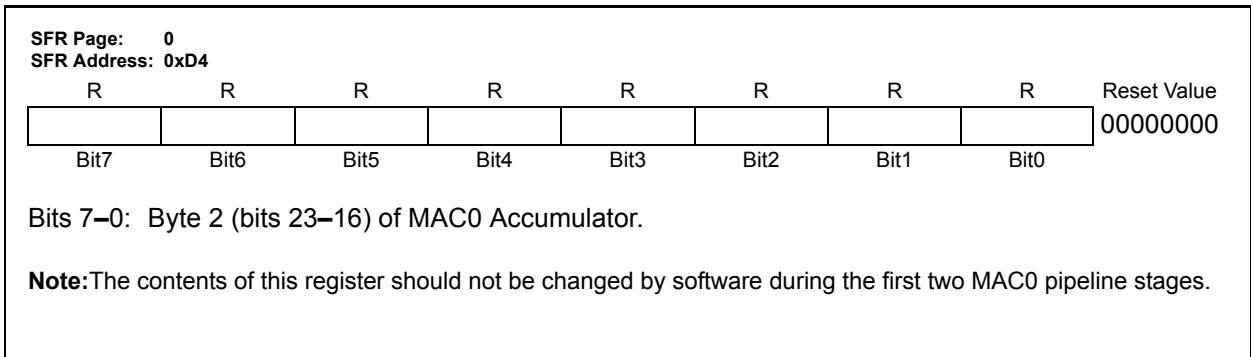 SFR Page: 0
SFR Address: 0xD4
R R R R R R R R Reset Value
00000000
Bit7 Bit6 Bit5 Bit4 Bit3 Bit2 Bit1 Bit0
Bits 7–0: Byte 2 (bits 23–16) of MAC0 Accumulator.
Note:The contents of this register should not be changed by software during the first two MAC0 pipeline stages.